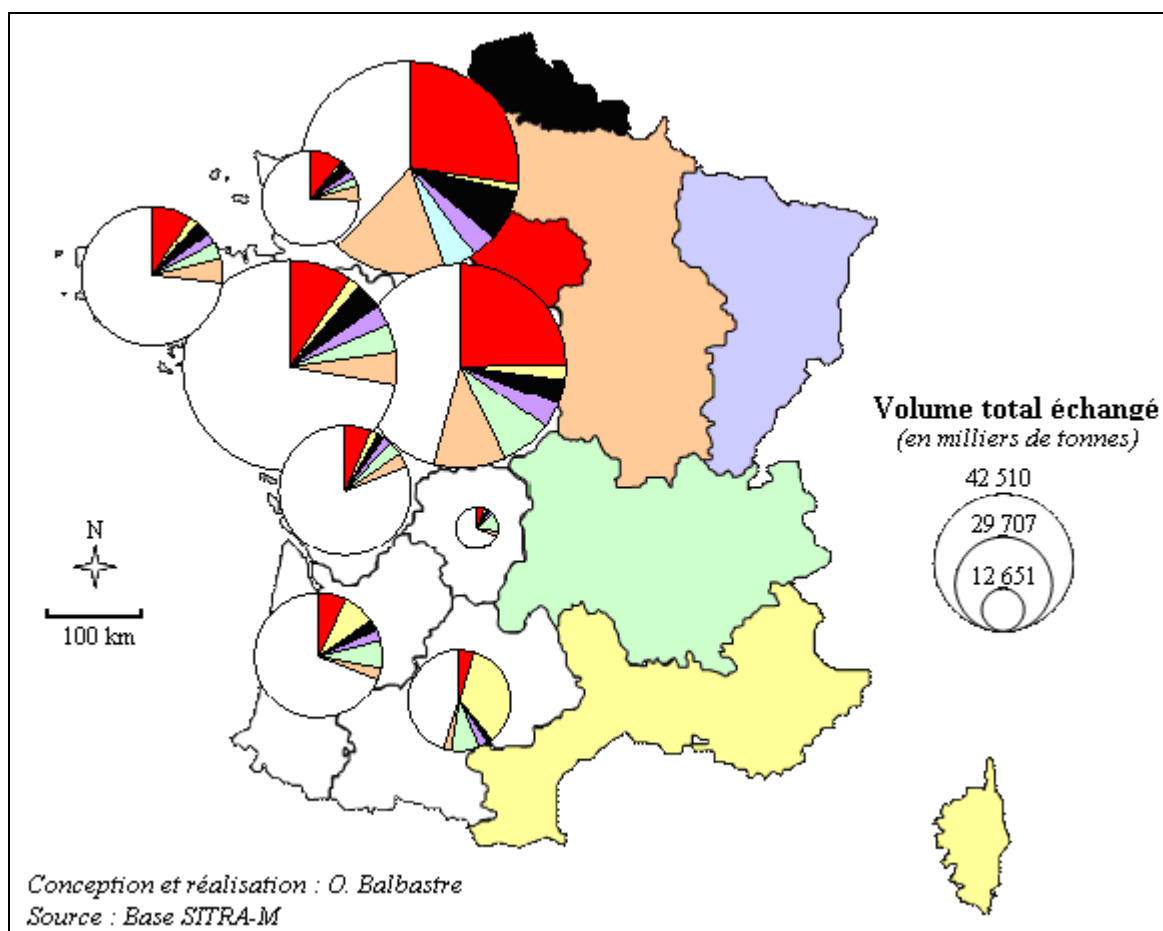 Volume total échangé
(en milliers de tonnes)
42 510
29 707
12 651
N
100 km
Conception et réalisation : O. Balbastre
Source : Base SITRA-M